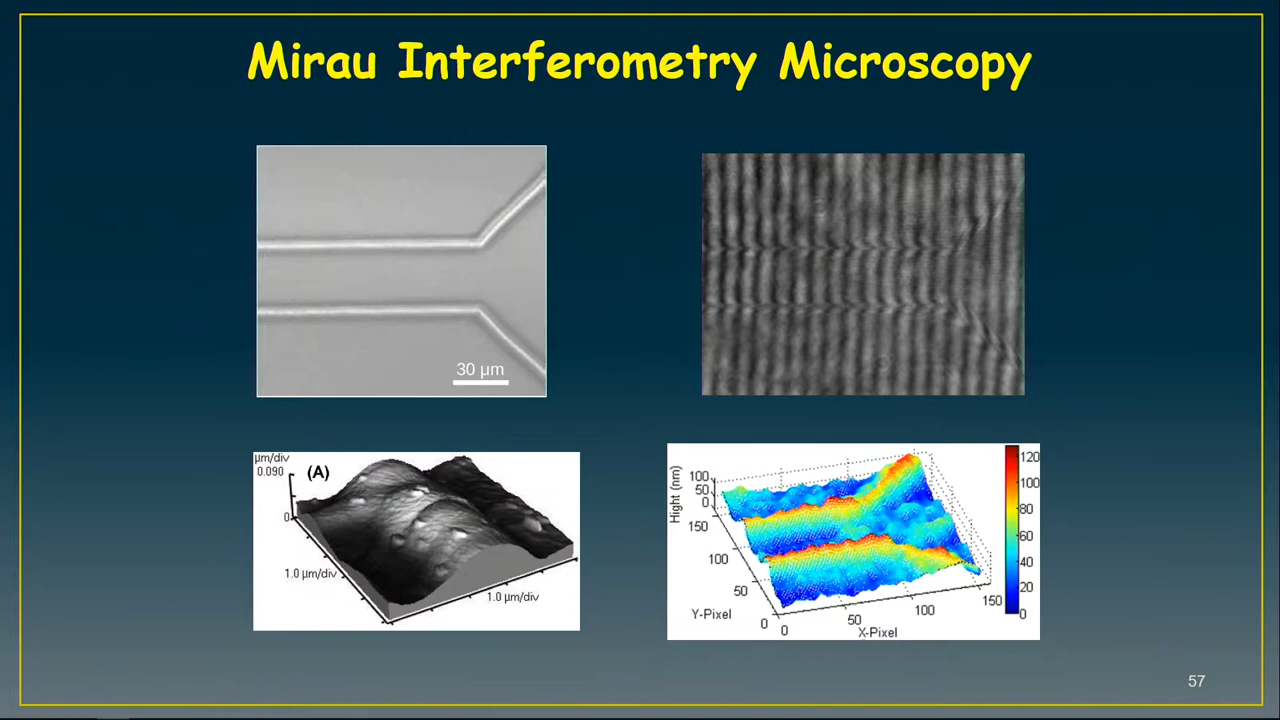 Mirau Interferometry Microscopy
30 μm
μm/div
0.090
(A)
0
1.0 μm/div
1.0 μm/div
Hight (nm)
100
50
0
150
100
50
0
Y-Pixel
0
50
100
150
X-Pixel
120
100
80
60
40
20
0
57